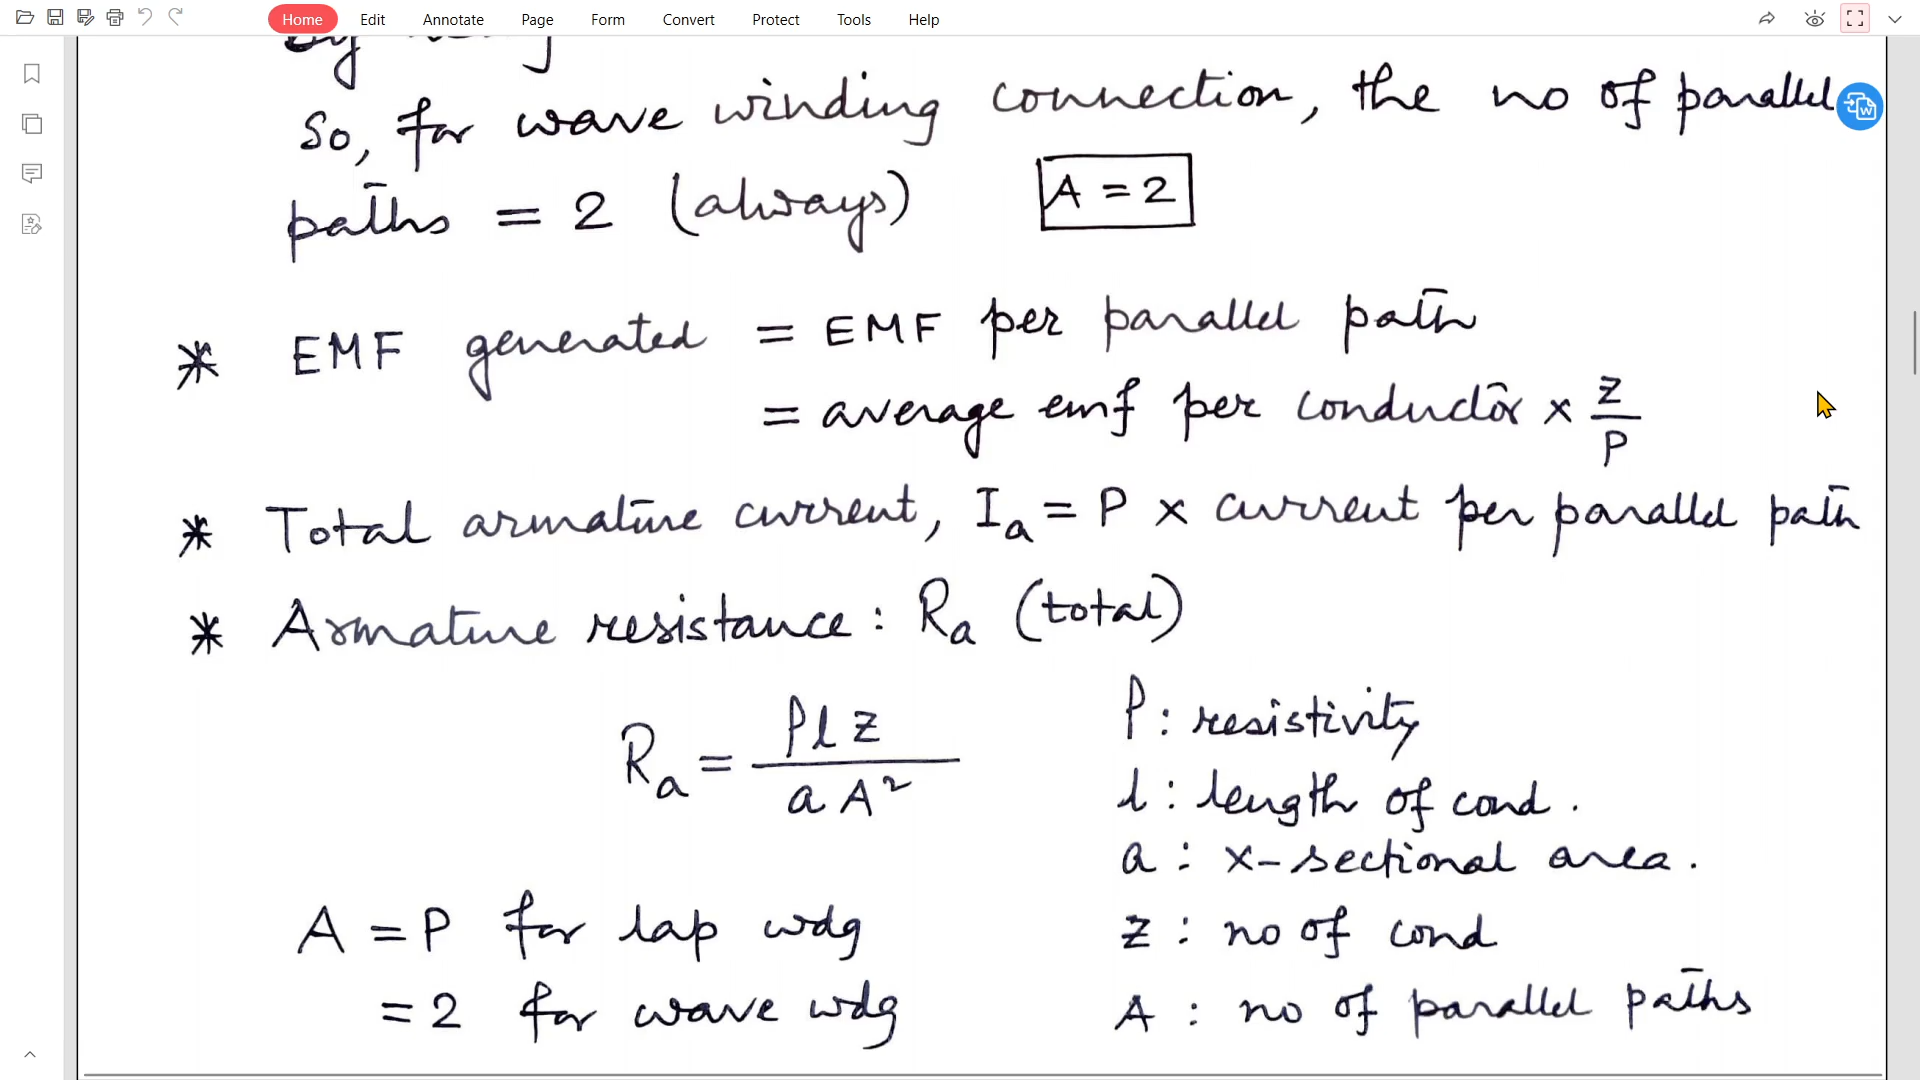 Home Edit Annotate Page Form Convert Protect Tools Help
So, for wave winding connection, the no of parallel
paths = 2 (always) A = 2
* EMF generated = EMF per parallel path
= average emf per conductor × Z/P
* Total armature current, Ia = P × current per parallel path
* Armature resistance: Ra (total)
Ra = ρlz / aA²
ρ: resistivity
l: length of cond.
a: x-sectional area.
A = P for lap wdg
z: no of cond
= 2 for wave wdg
A: no of parallel paths